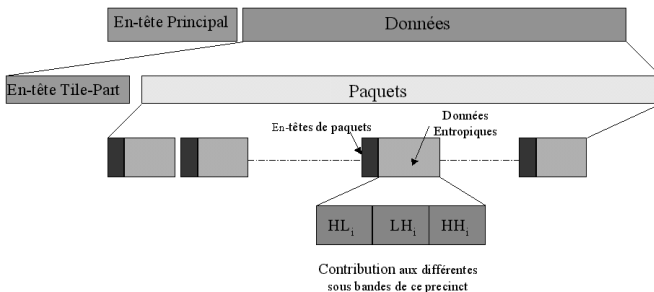 En-tête Principal
Données
En-tête Tile-Part
Paquets
En-têtes de paquets
Données
Entropiques
HLi
LHi
HHi
Contribution aux différentes
sous bandes de ce precinct